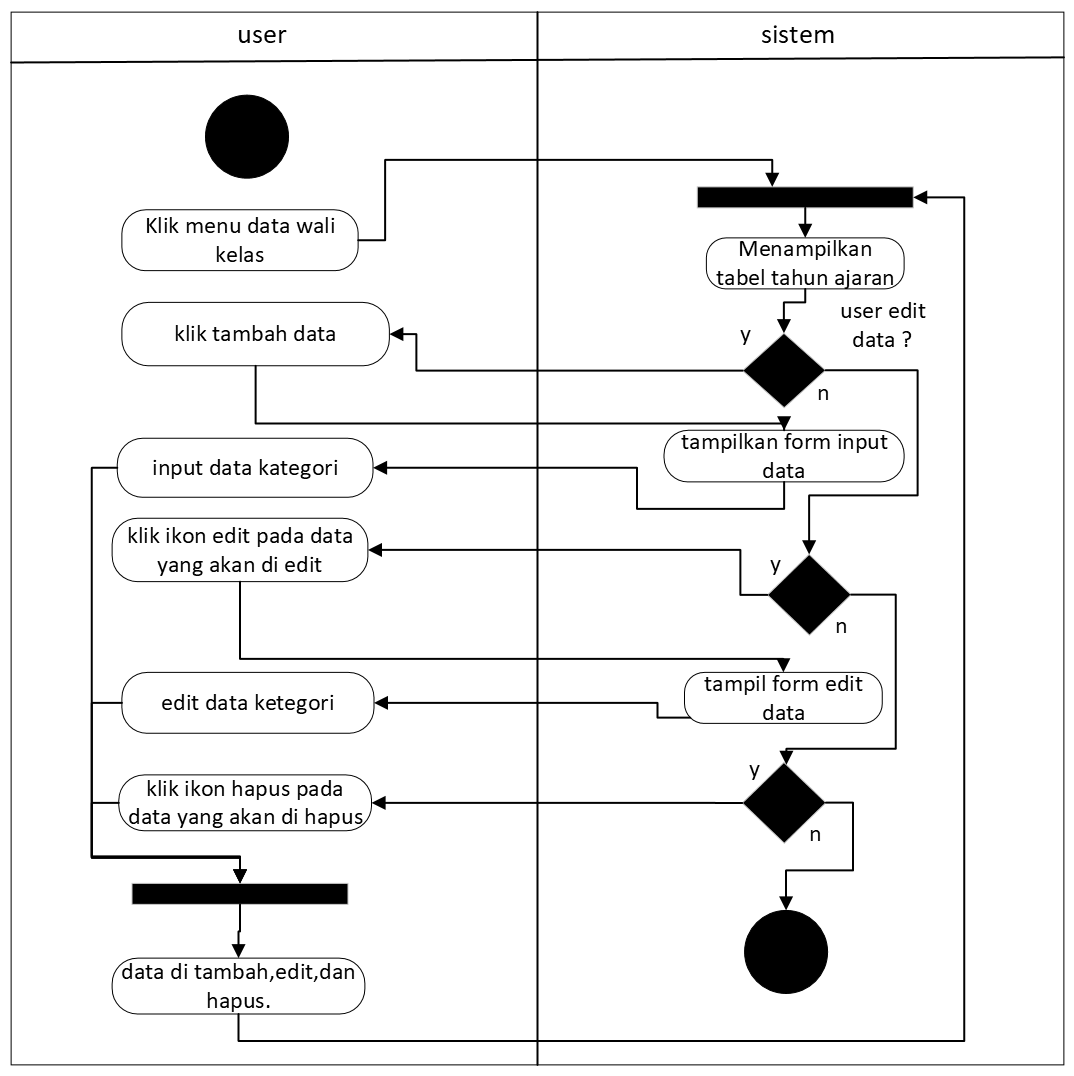 user
sistem
Klik menu data wali
kelas
Menampilkan
tabel tahun ajaran
user edit
data ?
klik tambah data
y
n
tampilkan form input
data
input data kategori
klik ikon edit pada data
yang akan di edit
y
n
tampil form edit
data
edit data ketegori
y
klik ikon hapus pada
data yang akan di hapus
n
data di tambah,edit,dan
hapus.